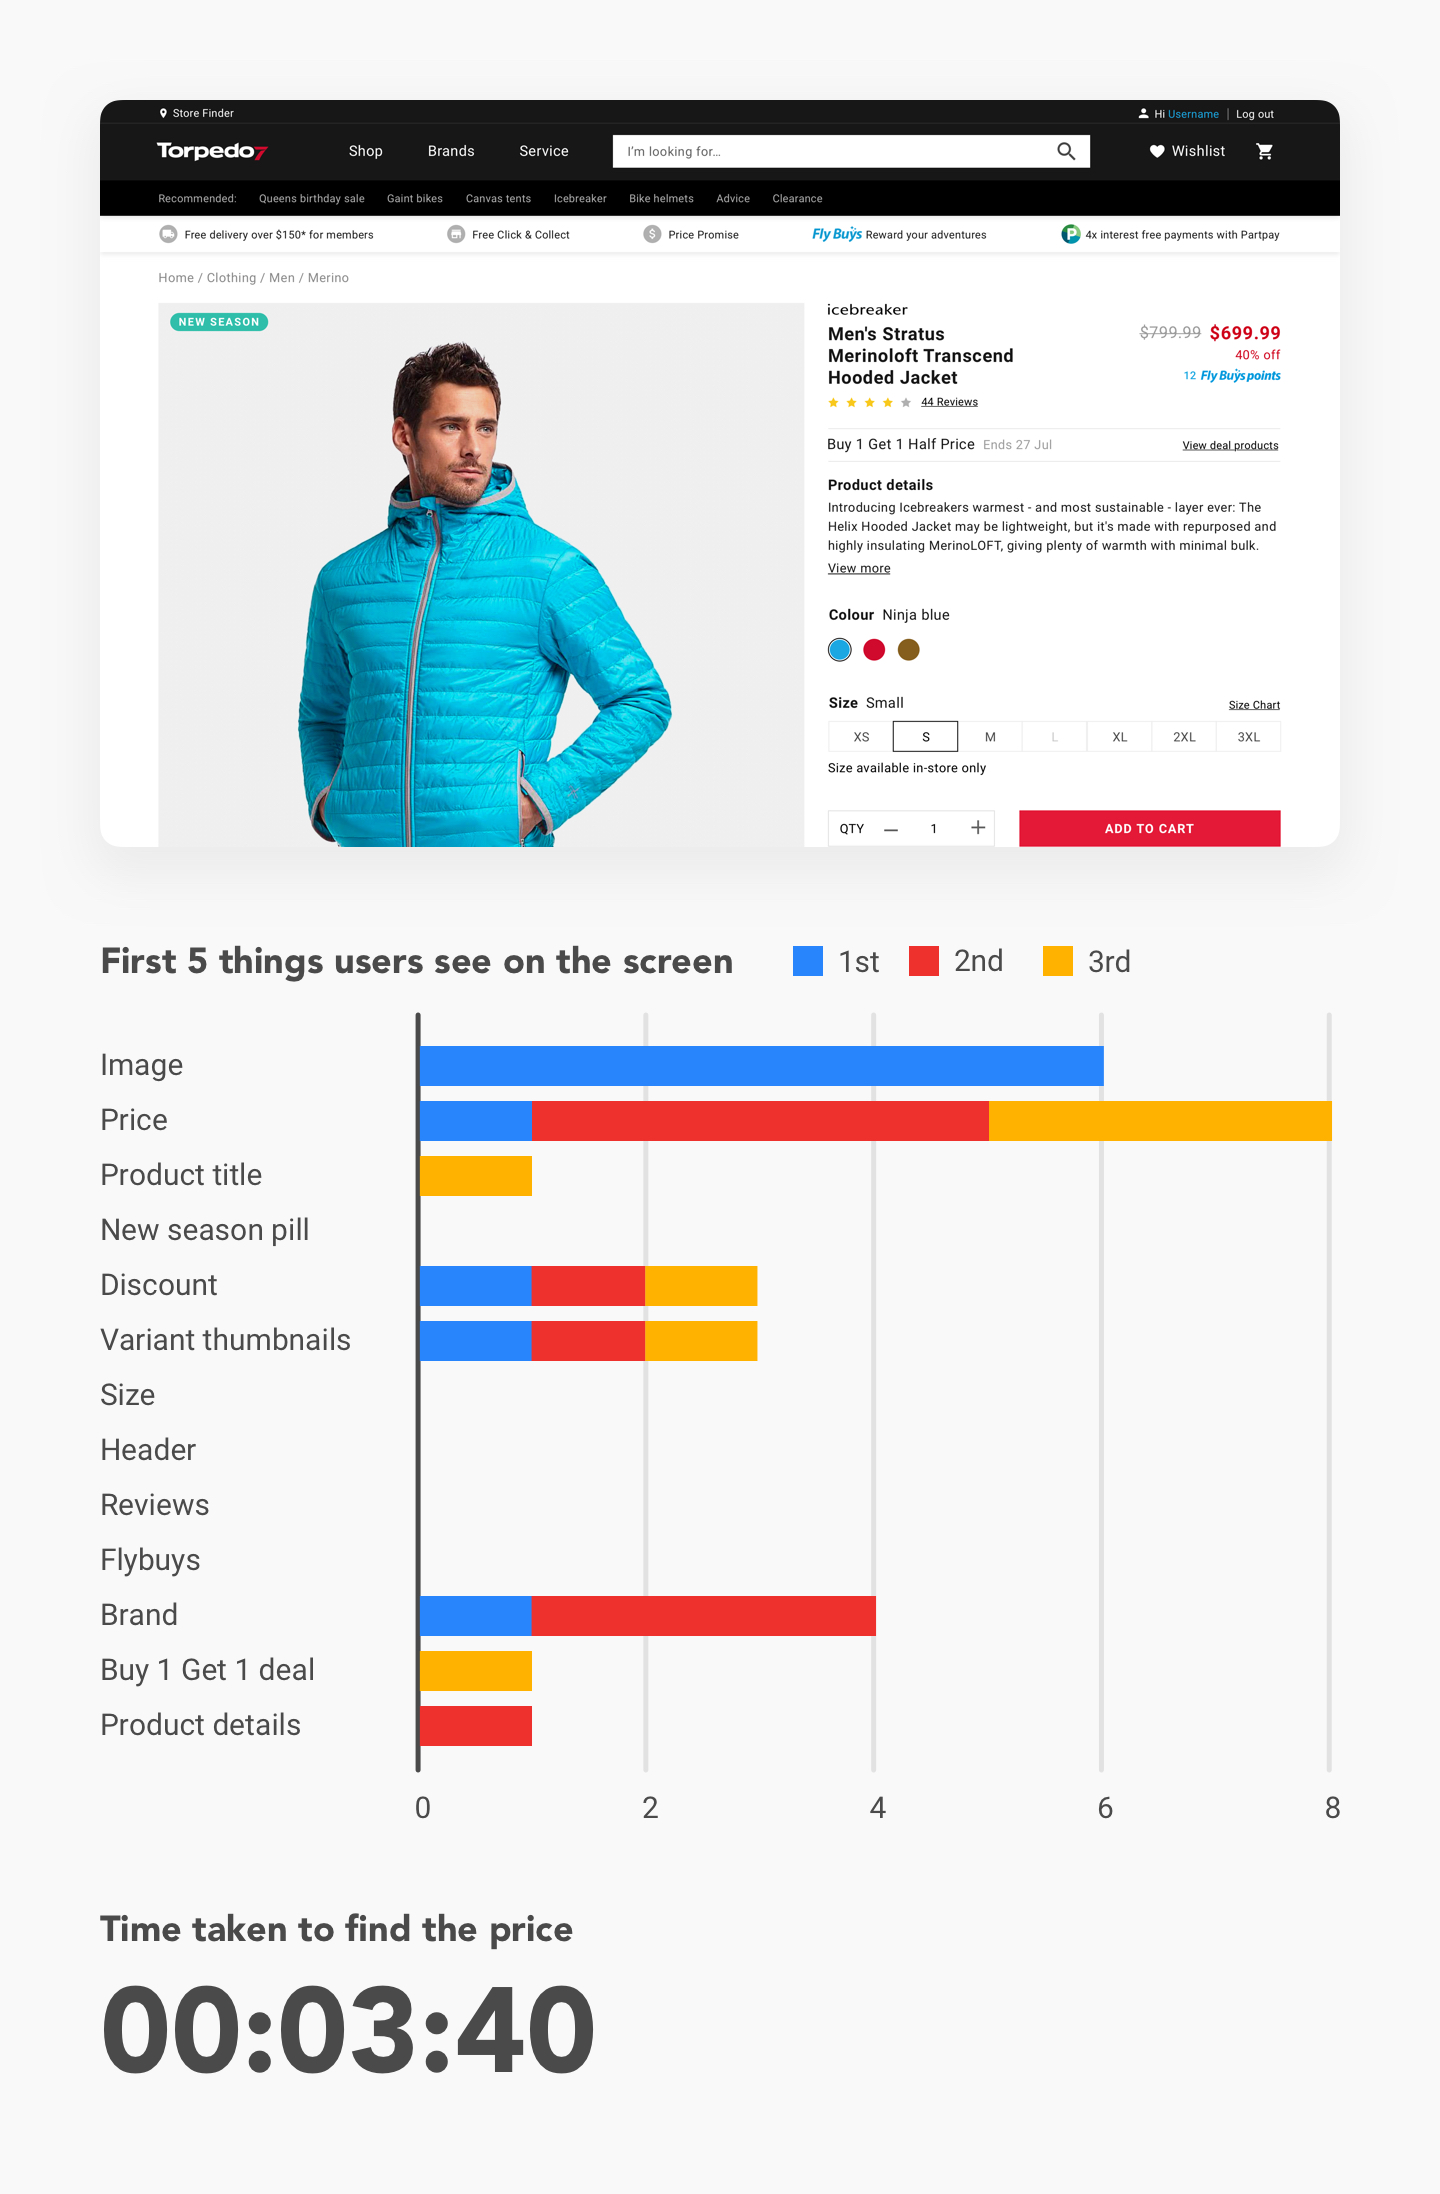 Store Finder
Hi Username | Log out
Torpedo7
Shop Brands Service
I'm looking for...
Wishlist
Recommended: Queens birthday sale Gaint bikes Canvas tents Icebreaker Bike helmets Advice Clearance
Free delivery over $150* for members
Free Click & Collect
Price Promise
Fly Buÿs Reward your adventures
P 4x interest free payments with Partpay
Home / Clothing / Men / Merino
NEW SEASON
icebreaker
Men's Stratus
Merinoloft Transcend
Hooded Jacket
$799.99 $699.99
40% off
12 Fly Buÿs points
44 Reviews
Buy 1 Get 1 Half Price Ends 27 Jul
View deal products
Product details
Introducing Icebreakers warmest - and most sustainable - layer ever: The
Helix Hooded Jacket may be lightweight, but it's made with repurposed and
highly insulating MerinoLOFT, giving plenty of warmth with minimal bulk.
View more
Colour Ninja blue
Size Small
Size Chart
XS S M L XL 2XL 3XL
Size available in-store only
QTY — 1 +
ADD TO CART
First 5 things users see on the screen
1st 2nd 3rd
Image
Price
Product title
New season pill
Discount
Variant thumbnails
Size
Header
Reviews
Flybuys
Brand
Buy 1 Get 1 deal
Product details
0 2 4 6 8
Time taken to find the price
00:03:40